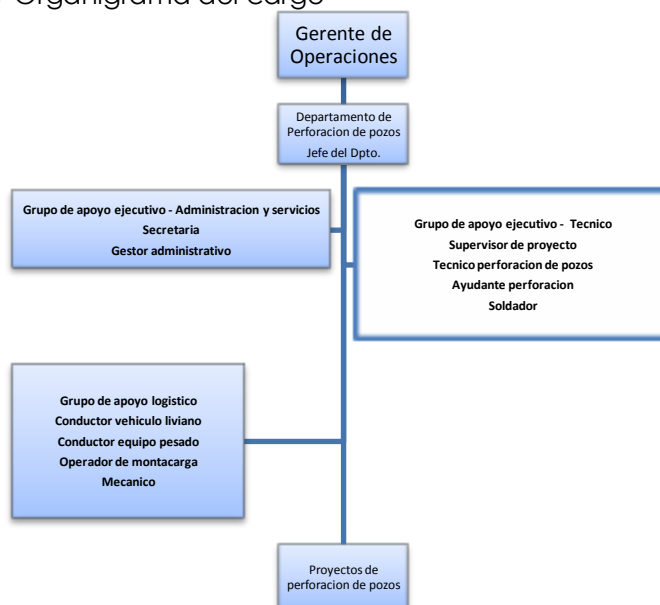 Organigrama del cargo
Gerente de
Operaciones
Departamento de
Perforacion de pozos
Jefe del Dpto.
Grupo de apoyo ejecutivo - Administracion y servicios
Secretaria
Gestor administrativo
Grupo de apoyo ejecutivo - Tecnico
Supervisor de proyecto
Tecnico perforacion de pozos
Ayudante perforacion
Soldador
Grupo de apoyo logistico
Conductor vehiculo liviano
Conductor equipo pesado
Operador de montacarga
Mecanico
Proyectos de
perforacion de pozos